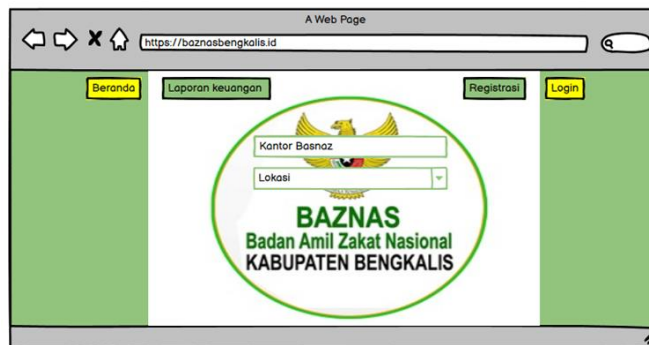 A Web Page
https://baznasbengkalis.id
Beranda
Laporan keuangan
Registrasi
Login
Kantor Basnaz
Lokasi
BAZNAS
Badan Amil Zakat Nasional
KABUPATEN BENGKALIS